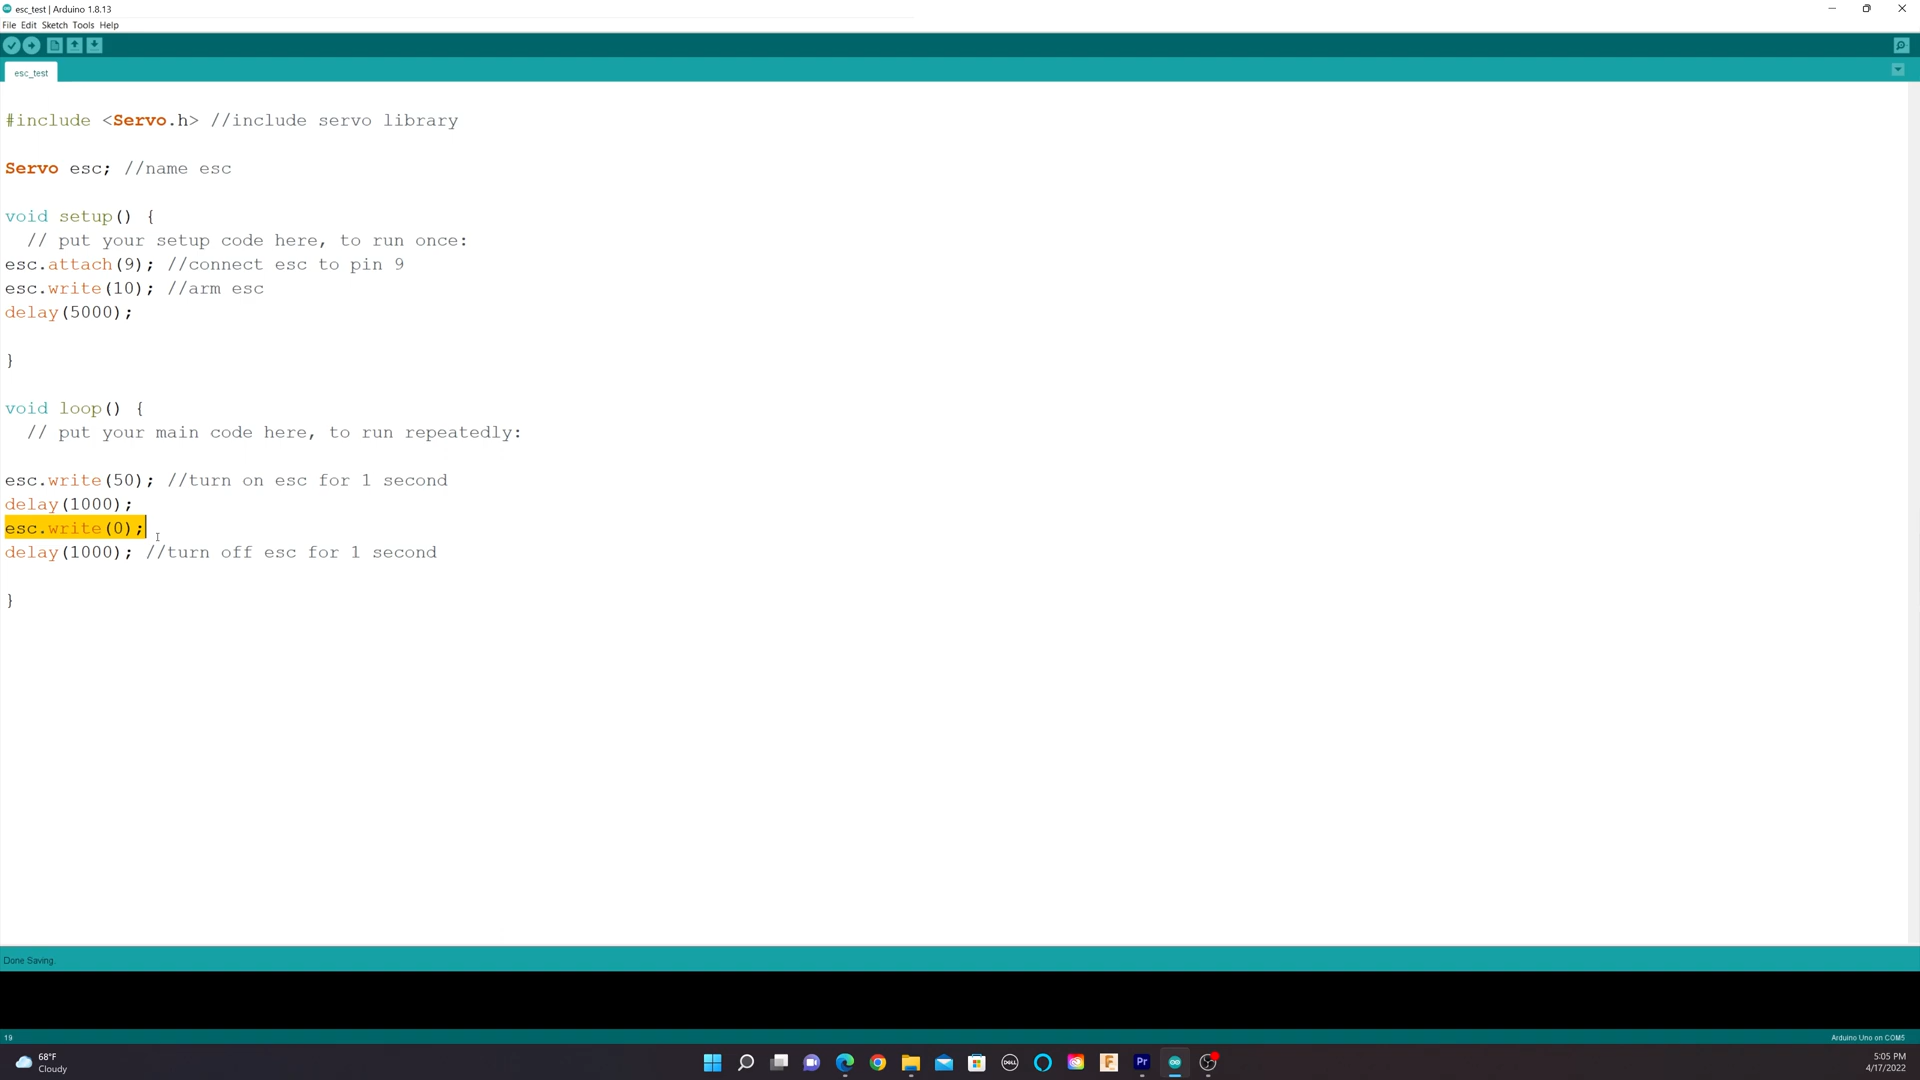 esc_test | Arduino 1.8.13
File Edit Sketch Tools Help
esc_test
#include <Servo.h> //include servo library
Servo esc; //name esc
void setup() {
// put your setup code here, to run once:
esc.attach(9); //connect esc to pin 9
esc.write(10); //arm esc
delay(5000);
}
void loop() {
// put your main code here, to run repeatedly:
esc.write(50); //turn on esc for 1 second
delay(1000);
esc.write(0);
delay(1000); //turn off esc for 1 second
}
Done Saving.
19
Arduino Uno on COM5
68°F
Cloudy
DELL
F
Pr
5:05 PM
4/17/2022